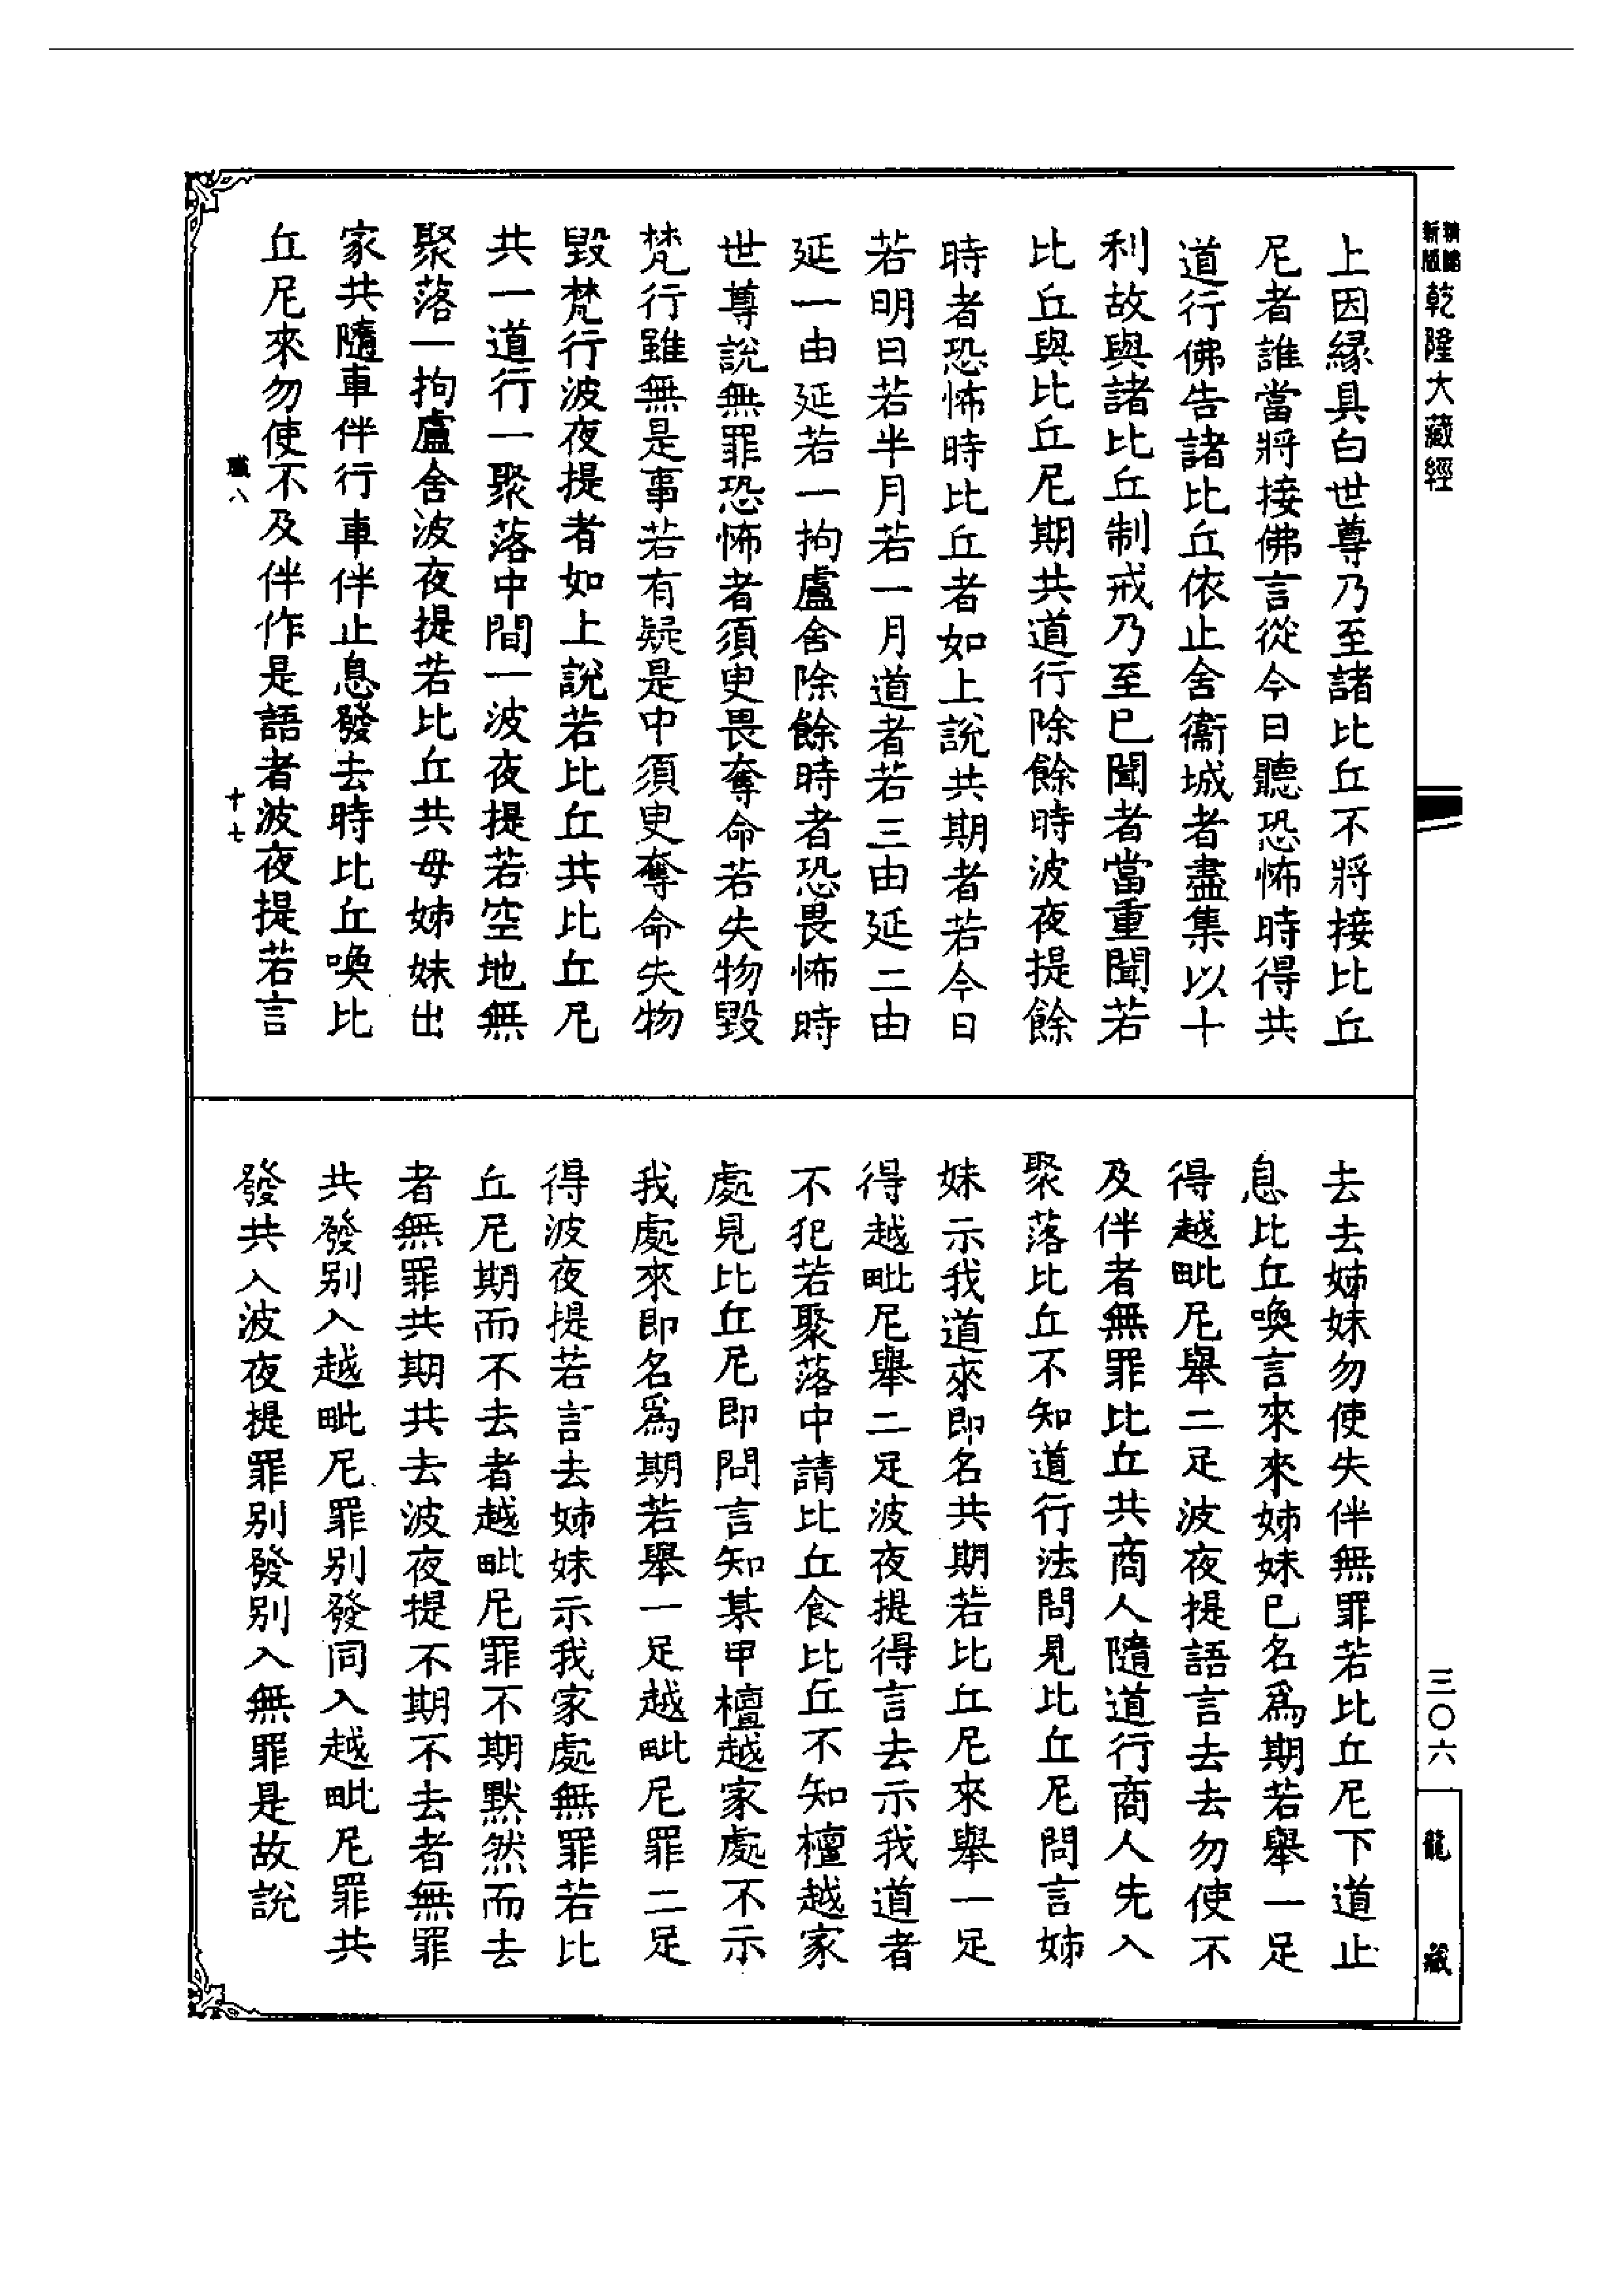 新版
精縮
乾隆大藏經
三〇六
龍藏
上因緣具白世尊乃至諸比丘不將接比丘
尼者誰當將接佛言從今日聽恐怖時得共
道行佛告諸比丘依止舍衞城者盡集以十
利故與諸比丘制戒乃至已聞者當重聞若
比丘與比丘尼期共道行除餘時波夜提餘
時者恐怖時比丘者如上說共期者若今日
若明日若半月若一月道者若三由延二由
延一由延若一拘盧舍除餘時者恐畏怖時
世尊說無罪恐怖者須臾畏奪命若失物毀
梵行雖無是事若有疑是中須臾奪命失物
毀梵行波夜提者如上說若比丘共比丘尼
共一道行一聚落中間一波夜提若空地無
聚落一拘盧舍波夜提若比丘共母姊妹出
家共隨車伴行車伴止息發去時比丘喚比
丘尼來勿使不及伴作是語者波夜提若言
職八 十七
去去姊妹勿使失伴無罪若比丘尼下道止
息比丘喚言來來姊妹已名爲期若舉一足
得越毗尼舉二足波夜提語言去去勿使不
及伴者無罪比丘共商人隨道行商人先入
聚落比丘不知道行法問見比丘尼問言姊
妹示我道來即名共期若比丘尼來舉一足
得越毗尼舉二足波夜提得言去示我道者
不犯若聚落中請比丘食比丘不知檀越家
處見比丘尼即問言知某甲檀越家處不示
我處來即名爲期若舉一足越毗尼罪二足
得波夜提若言去姊妹示我家處無罪若比
丘尼期而不去者越毗尼罪不期默然而去
者無罪共期共去波夜提不期不去者無罪
共發別入越毗尼罪別發同入越毗尼罪共
發共入波夜提罪別發別入無罪是故說